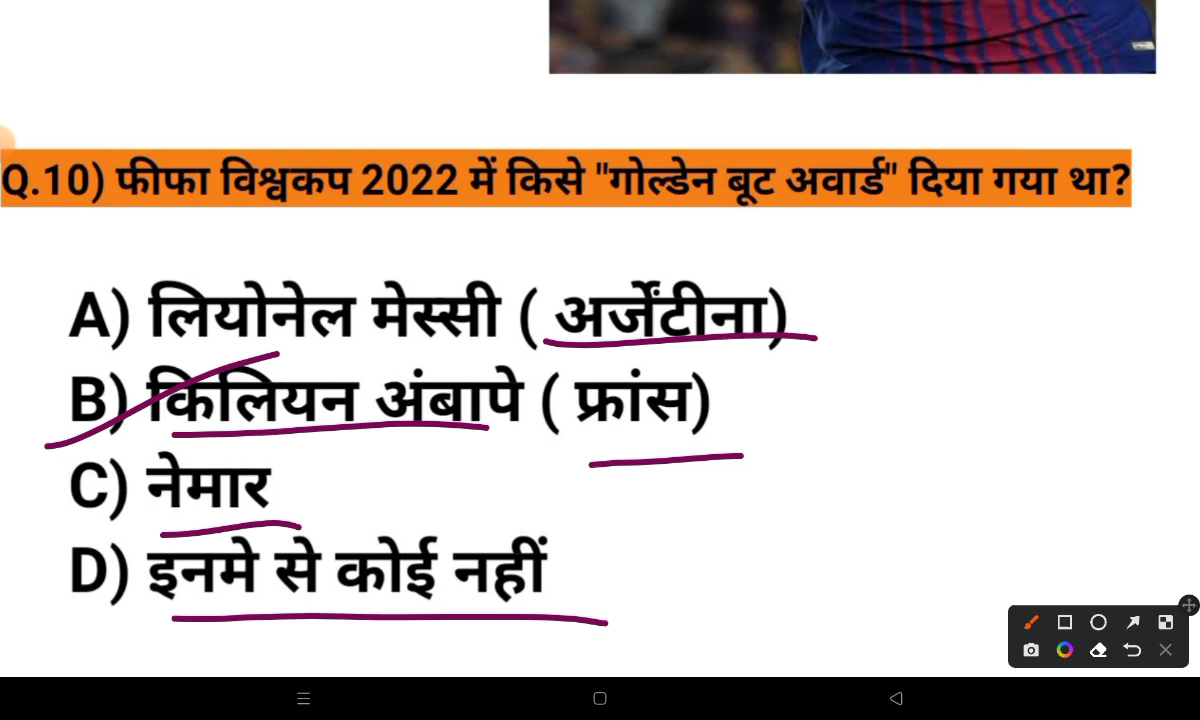 Q.10) फीफा विश्वकप 2022 में किसे "गोल्डेन बूट अवार्ड" दिया गया था?
A) लियोनेल मेस्सी ( अर्जेंटीना)
B) किलियन अंबापे ( फ्रांस)
C) नेमार
D) इनमे से कोई नहीं